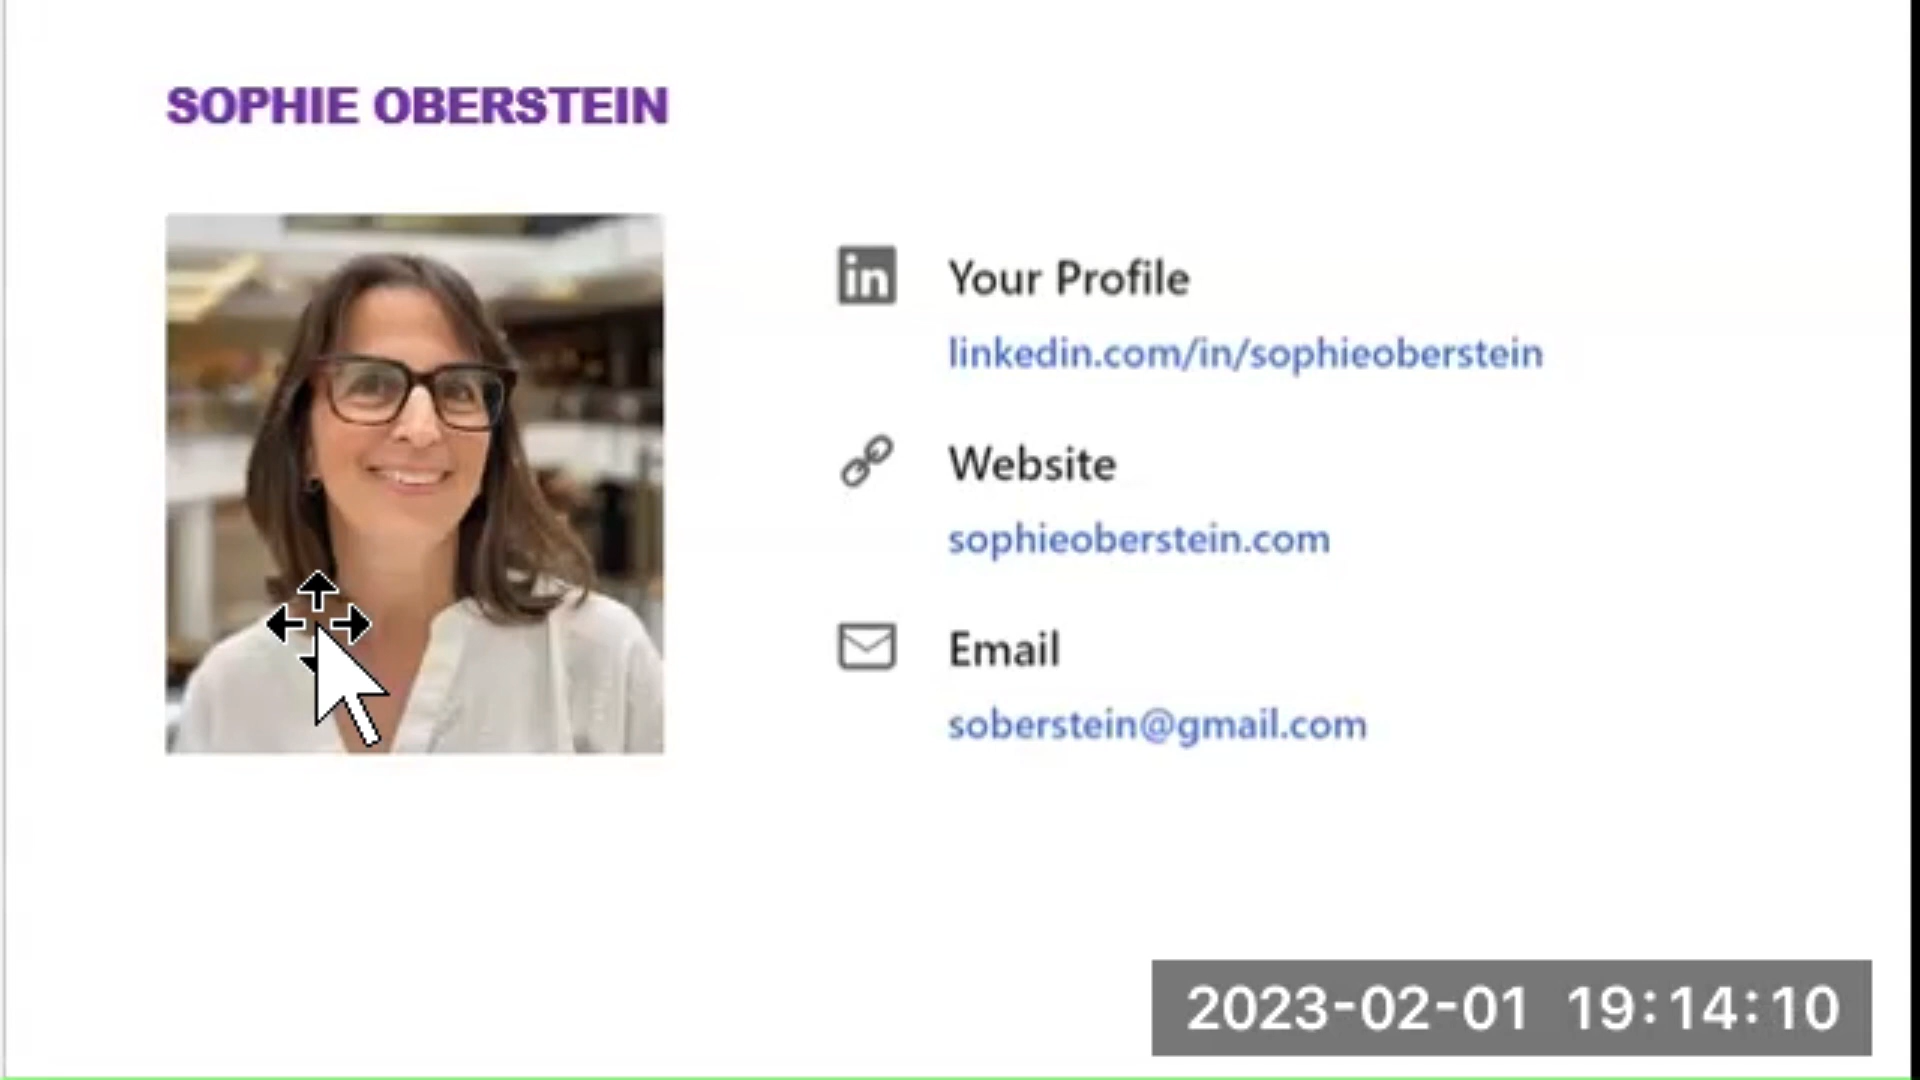 SOPHIE OBERSTEIN
in Your Profile
linkedin.com/in/sophieoberstein
Website
sophieoberstein.com
Email
soberstein@gmail.com
2023-02-01 19:14:10